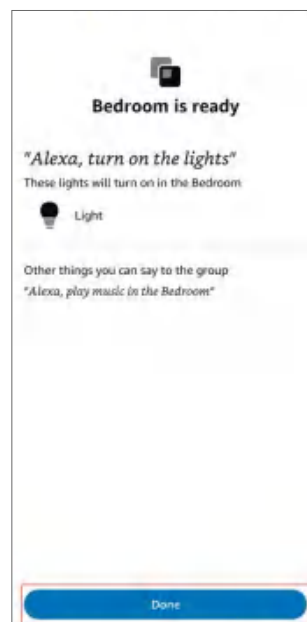 Bedroom is ready
"Alexa, turn on the lights"
These lights will turn on in the Bedroom
Light
Other things you can say to the group
"Alexa, play music in the Bedroom"
Done